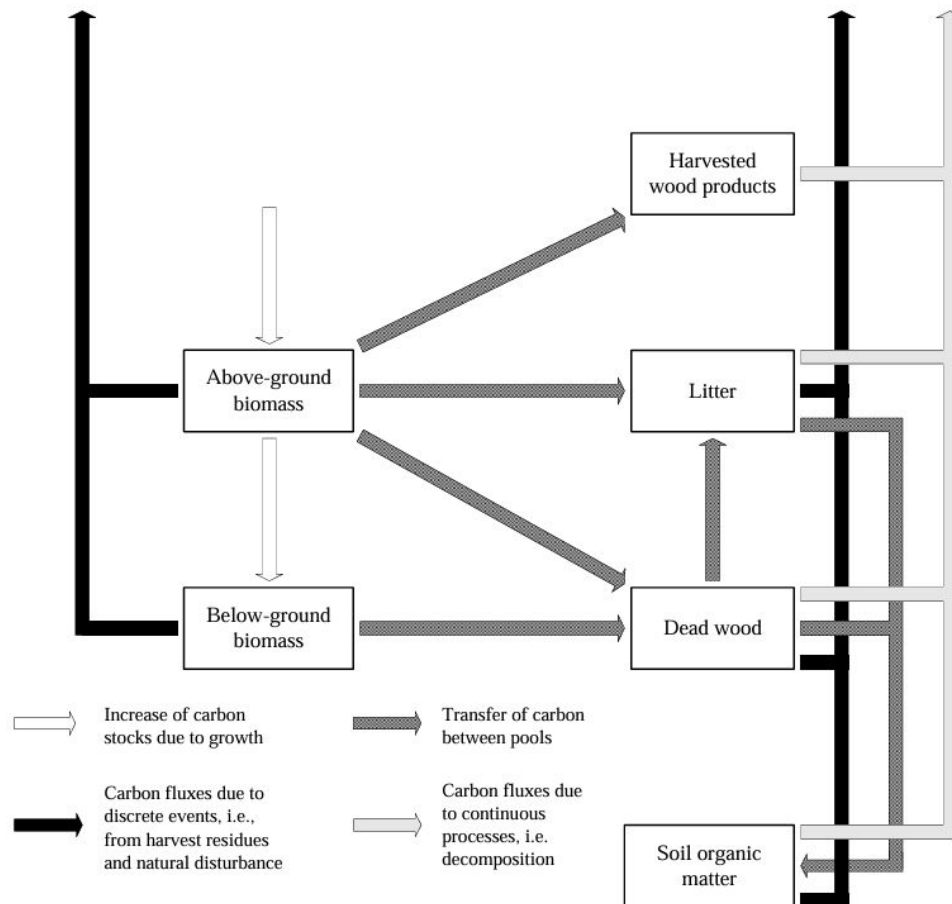 Harvested
wood products
Above-ground
biomass
Litter
Below-ground
biomass
Dead wood
Increase of carbon
stocks due to growth
Transfer of carbon
between pools
Carbon fluxes due to
discrete events, i.e.,
from harvest residues
and natural disturbance
Carbon fluxes due
to continuous
processes, i.e.
decomposition
Soil organic
matter